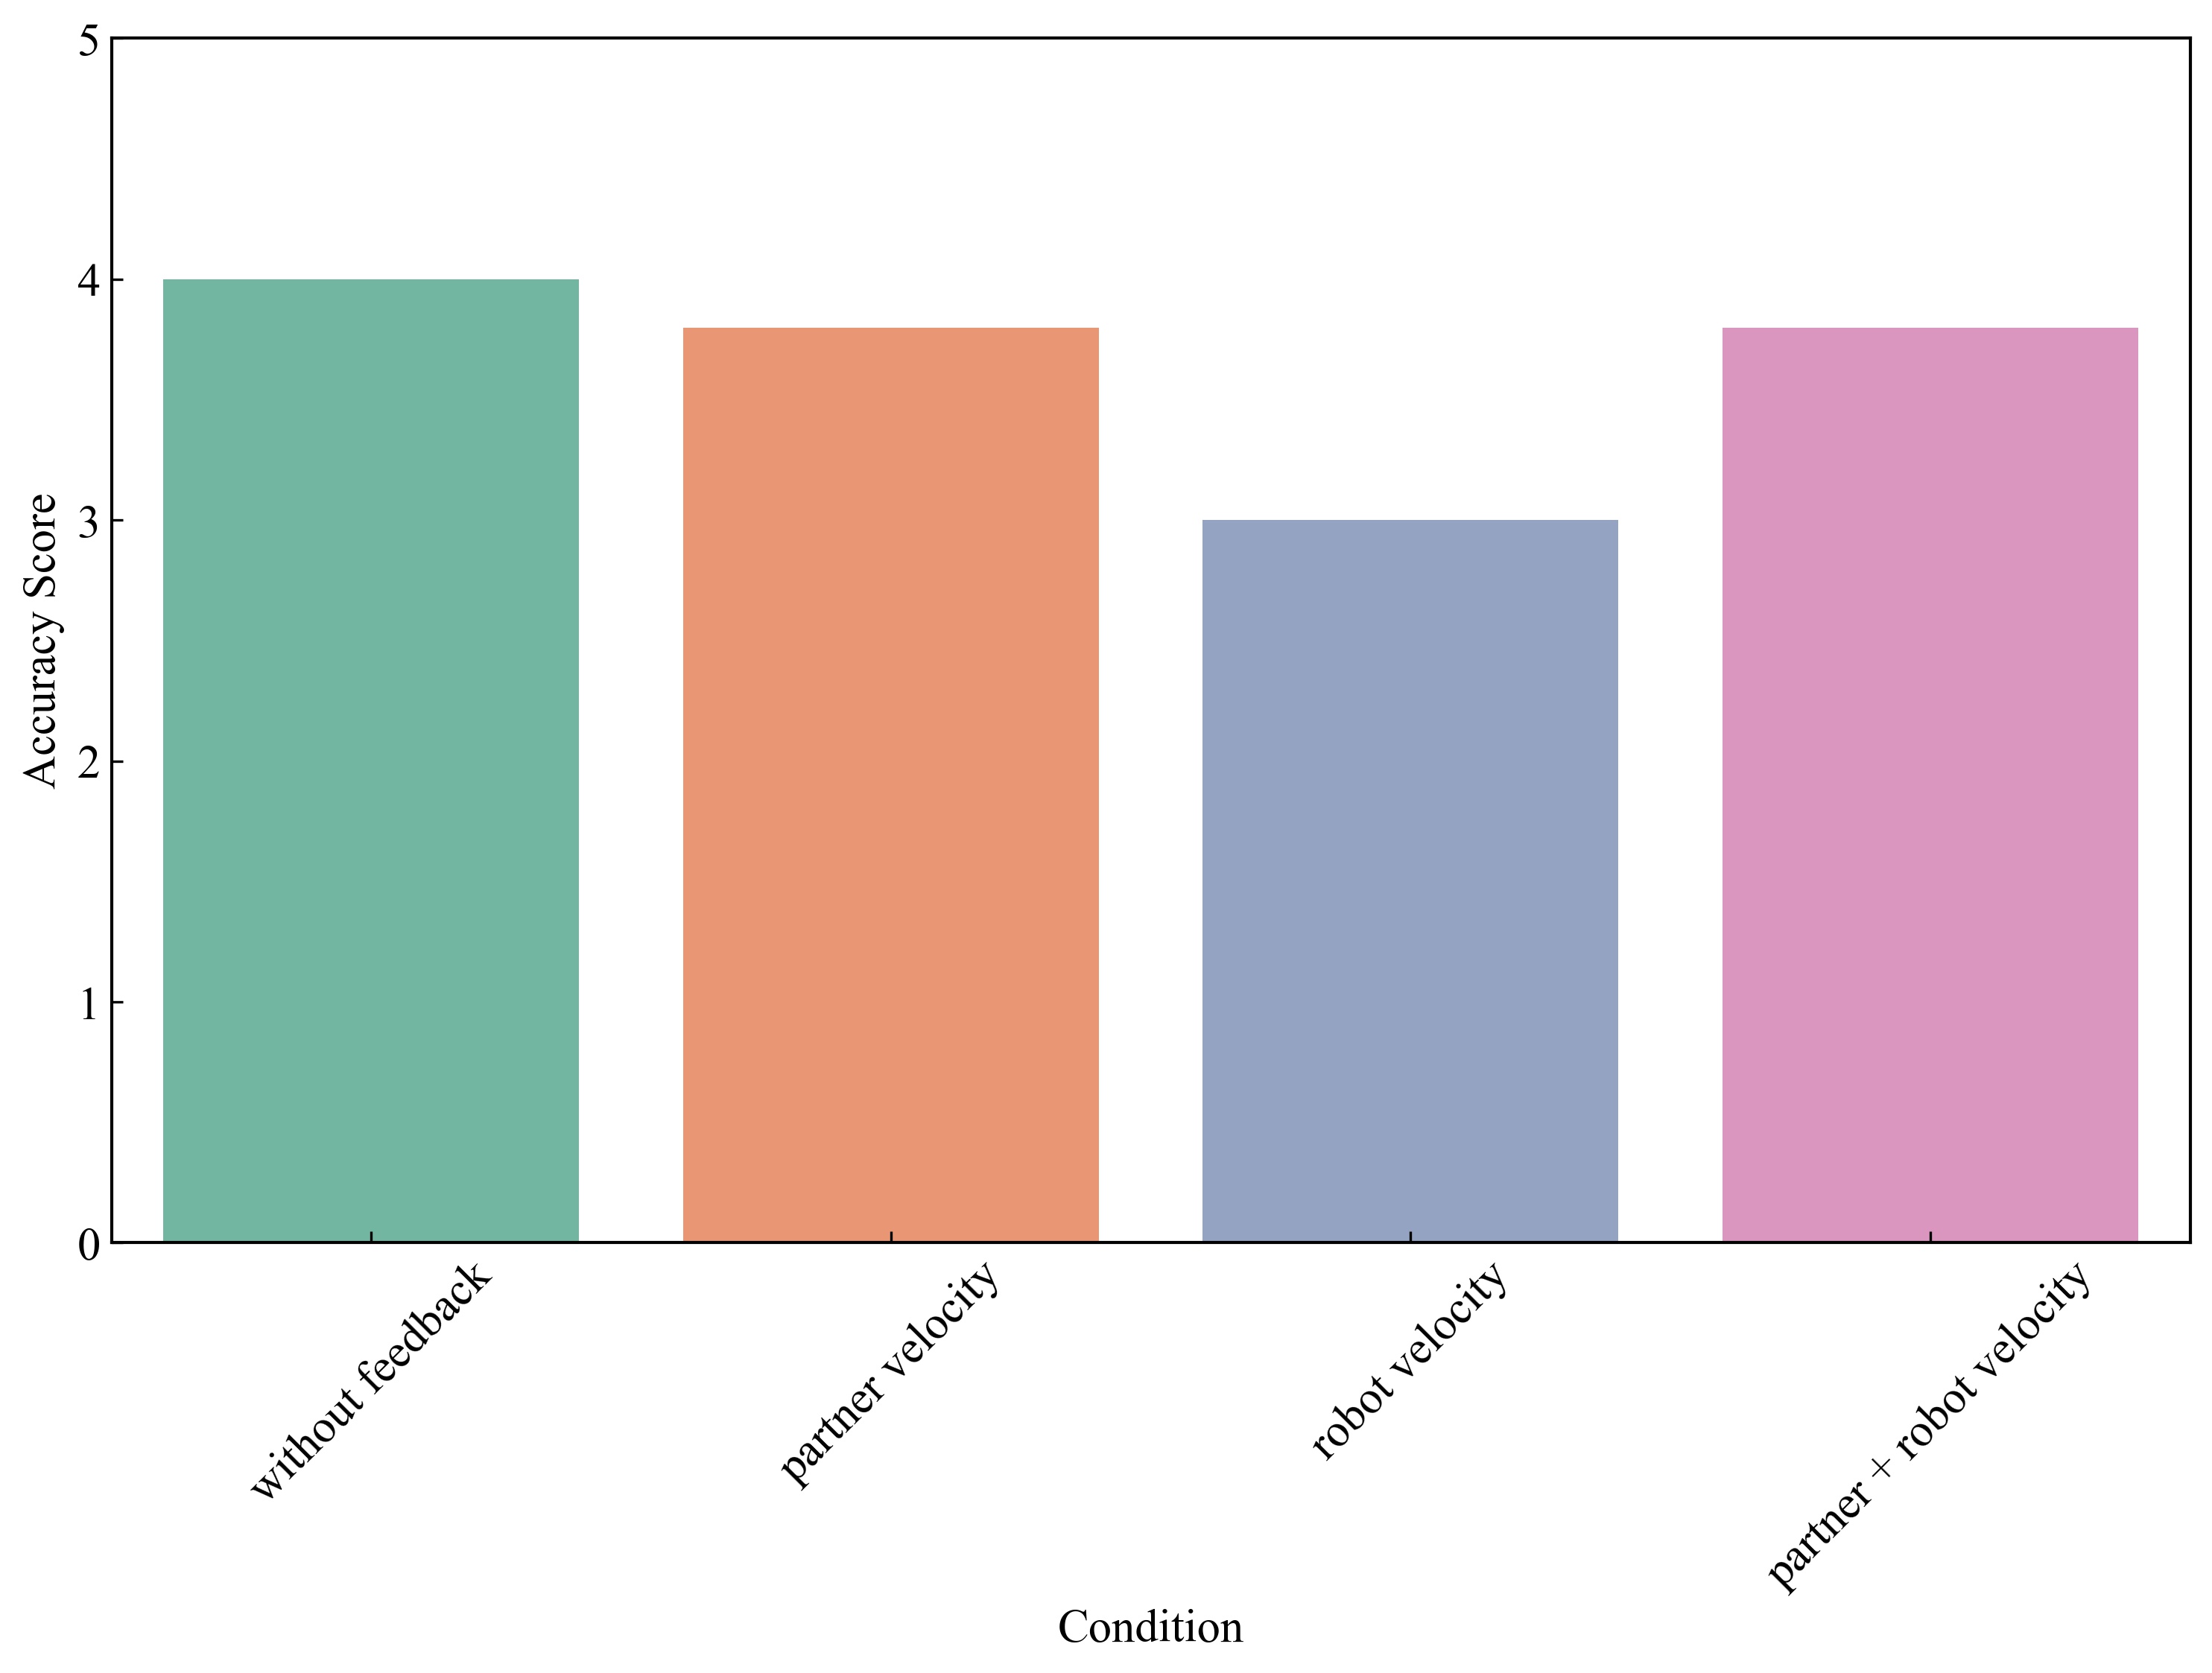 5
4
3
2
1
0
Accuracy Score
without feedback
partner velocity
robot velocity
partner + robot velocity
Condition